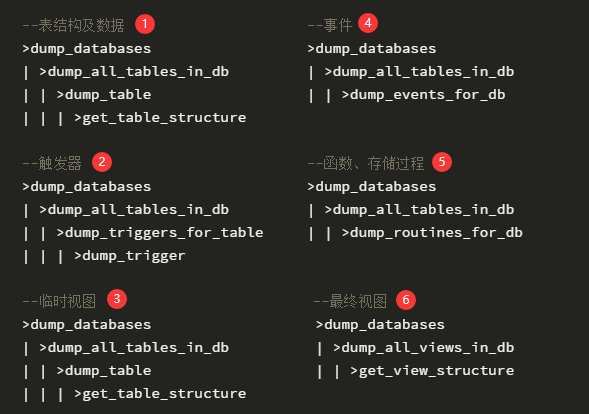 --表结构及数据 1
>dump_databases
| >dump_all_tables_in_db
| | >dump_table
| | | >get_table_structure
--触发器 2
>dump_databases
| >dump_all_tables_in_db
| | >dump_triggers_for_table
| | | >dump_trigger
--临时视图 3
>dump_databases
| >dump_all_tables_in_db
| | >dump_table
| | | >get_table_structure
--事件 4
>dump_databases
| >dump_all_tables_in_db
| | >dump_events_for_db
--函数、存储过程 5
>dump_databases
| >dump_all_tables_in_db
| | >dump_routines_for_db
--最终视图 6
>dump_databases
| >dump_all_views_in_db
| | >get_view_structure